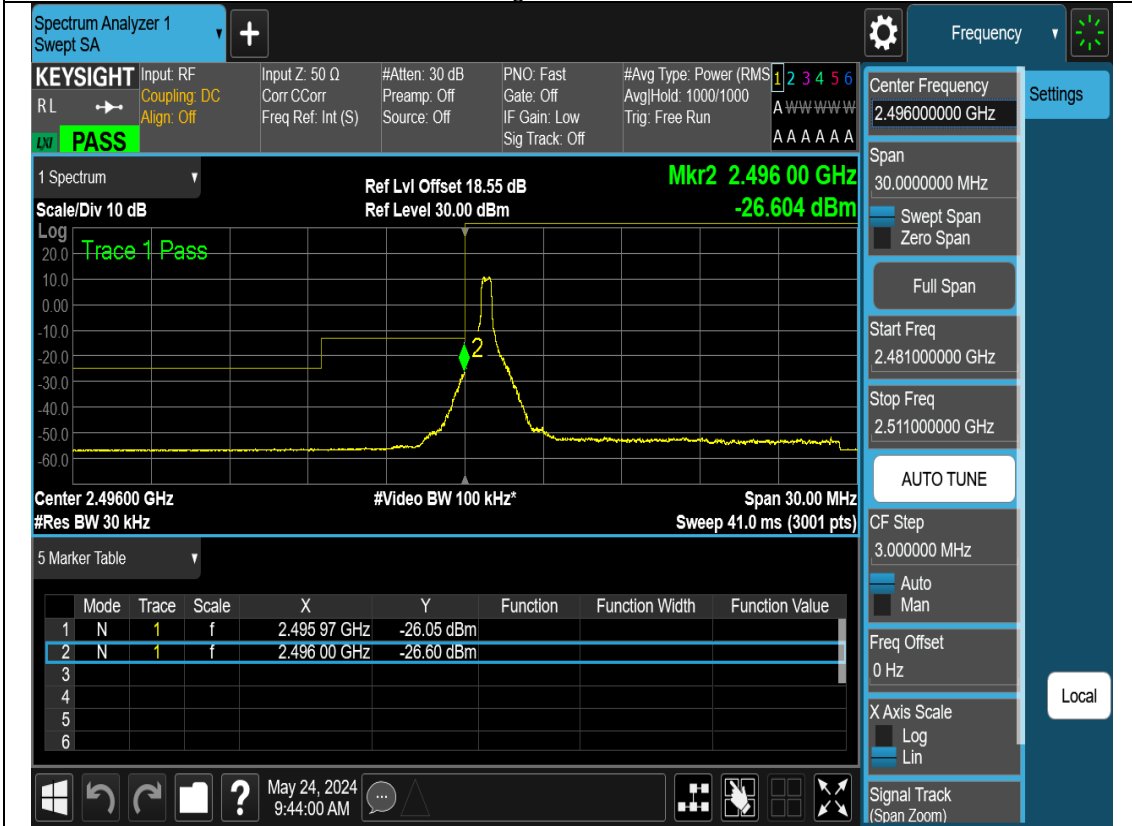 Spectrum Analyzer 1
Swept SA
+
Frequency
KEYSIGHT
RL
LXI PASS
Input: RF
Coupling: DC
Align: Off
Input Z: 50 Ω
Corr CCorr
Freq Ref: Int (S)
#Atten: 30 dB
Preamp: Off
Source: Off
PNO: Fast
Gate: Off
IF Gain: Low
Sig Track: Off
#Avg Type: Power (RMS
Avg|Hold: 1000/1000
Trig: Free Run
1 2 3 4 5 6
A W W W W W
A A A A A A
1 Spectrum
Scale/Div 10 dB
Ref Lvl Offset 18.55 dB
Ref Level 30.00 dBm
Mkr2 2.496 00 GHz
-26.604 dBm
Log
Trace 1 Pass
20.0
10.0
0.00
-10.0
-20.0
-30.0
-40.0
-50.0
-60.0
2
Center 2.49600 GHz
#Video BW 100 kHz*
Span 30.00 MHz
#Res BW 30 kHz
Sweep 41.0 ms (3001 pts)
5 Marker Table
Mode Trace Scale X Y Function Function Width Function Value
1 N 1 f 2.495 97 GHz -26.05 dBm
2 N 1 f 2.496 00 GHz -26.60 dBm
3
4
5
6
May 24, 2024
9:44:00 AM
?
Center Frequency
2.496000000 GHz
Settings
Span
30.0000000 MHz
Swept Span
Zero Span
Full Span
Start Freq
2.481000000 GHz
Stop Freq
2.511000000 GHz
AUTO TUNE
CF Step
3.000000 MHz
Auto
Man
Freq Offset
0 Hz
Local
X Axis Scale
Log
Lin
Signal Track
(Span Zoom)